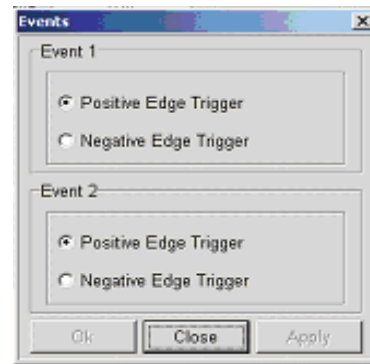 Events
Event 1
Positive Edge Trigger
Negative Edge Trigger
Event 2
Positive Edge Trigger
Negative Edge Trigger
Ok Close Apply